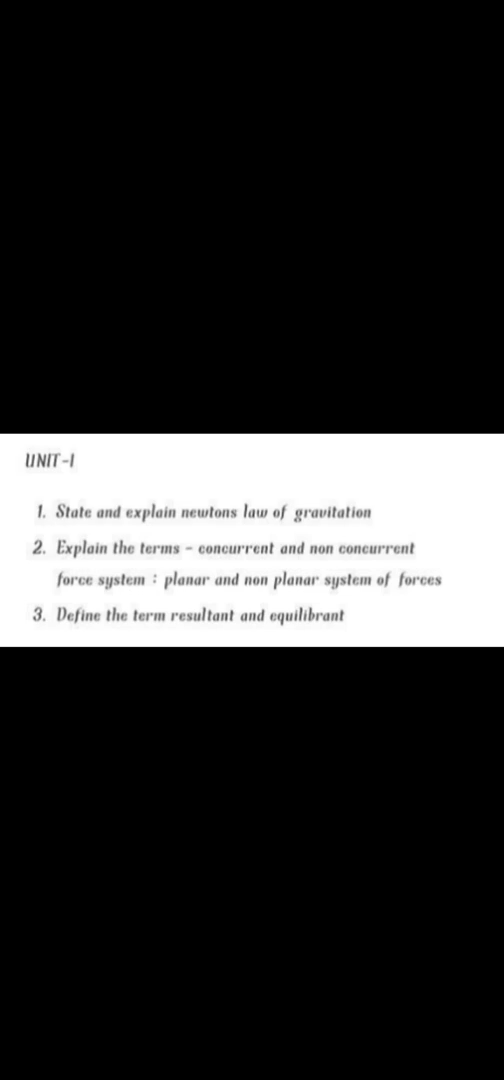 UNIT-I
1. State and explain newtons law of gravitation
2. Explain the terms - concurrent and non concurrent
force system : planar and non planar system of forces
3. Define the term resultant and equilibrant